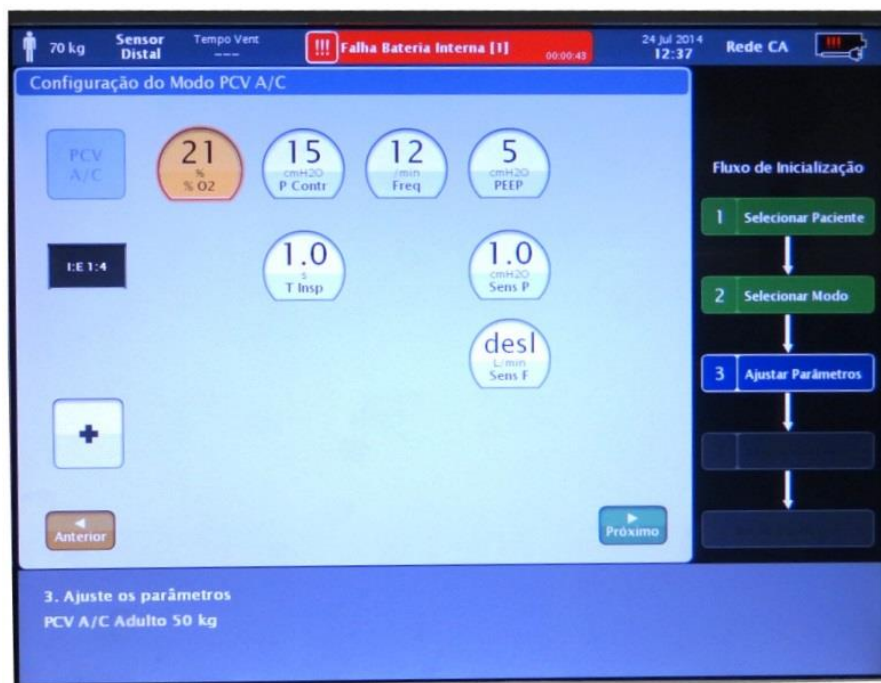 70 kg
Sensor
Distal
Tempo Vent
---
!!! Falha Bateria Interna [1]
00:00:43
24 Jul 2014
12:37
Rede CA
!!!
Configuração do Modo PCV A/C
PCV
A/C
21
%
% O2
15
cmH2O
P Contr
12
/min
Freq
5
cmH2O
PEEP
I:E 1:4
1.0
s
T Insp
1.0
cmH2O
Sens P
desl
L/min
Sens F
+
Anterior
Próximo
Fluxo de Inicialização
1 Selecionar Paciente
2 Selecionar Modo
3 Ajustar Parâmetros
3. Ajuste os parâmetros
PCV A/C Adulto 50 kg